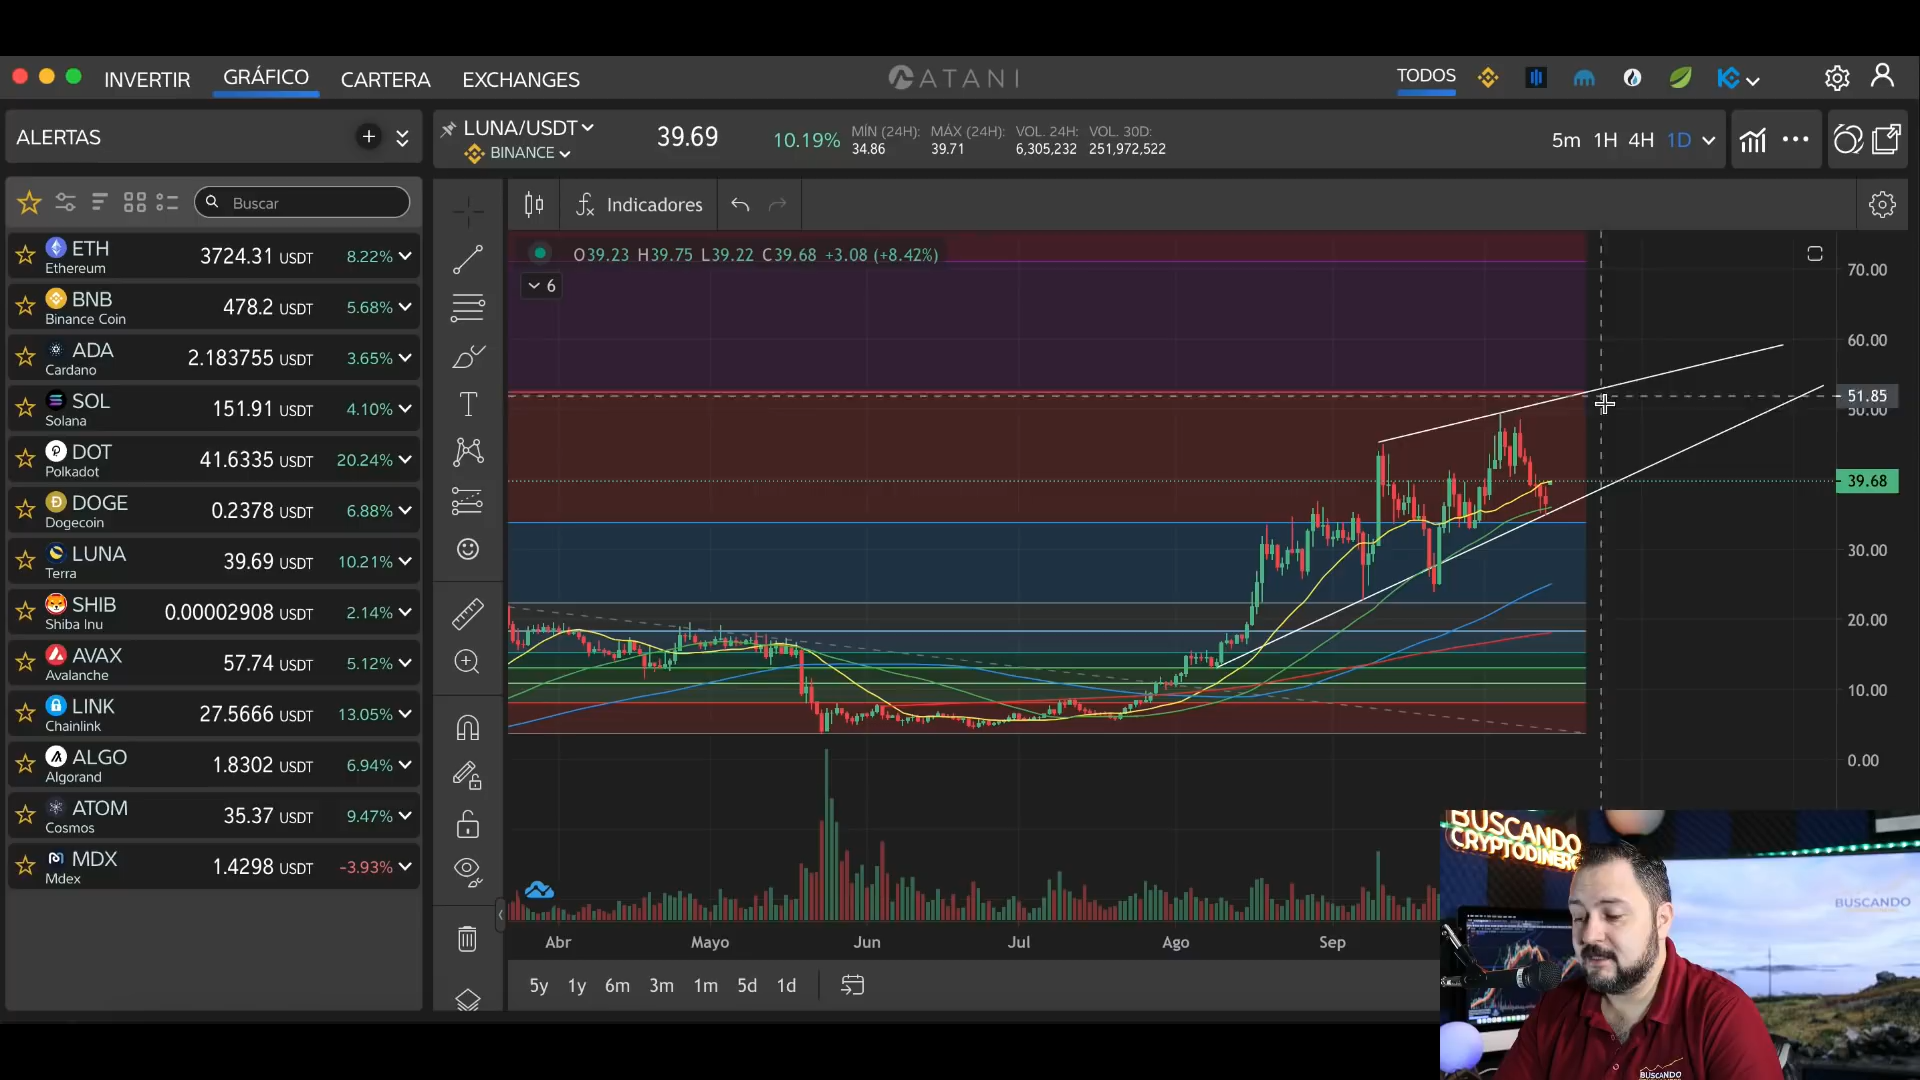 INVERTIR GRÁFICO CARTERA EXCHANGES ATANI TODOS
ALERTAS
LUNA/USDT 39.69 10.19%
BINANCE
MÍN (24H): MÁX (24H): VOL. 24H: VOL. 30D:
34.86 39.71 6,305,232 251,972,522
5m 1H 4H 1D
Buscar
Indicadores
O39.23 H39.75 L39.22 C39.68 +3.08 (+8.42%)
6
ETH 3724.31 USDT 8.22%
Ethereum
BNB 478.2 USDT 5.68%
Binance Coin
ADA 2.183755 USDT 3.65%
Cardano
SOL 151.91 USDT 4.10%
Solana
DOT 41.6335 USDT 20.24%
Polkadot
DOGE 0.2378 USDT 6.88%
Dogecoin
LUNA 39.69 USDT 10.21%
Terra
SHIB 0.00002908 USDT 2.14%
Shiba Inu
AVAX 57.74 USDT 5.12%
Avalanche
LINK 27.5666 USDT 13.05%
Chainlink
ALGO 1.8302 USDT 6.94%
Algorand
ATOM 35.37 USDT 9.47%
Cosmos
MDX 1.4298 USDT -3.93%
Mdex
70.00
60.00
51.85
50.00
39.68
30.00
20.00
10.00
0.00
Abr Mayo Jun Jul Ago Sep
5y 1y 6m 3m 1m 5d 1d
BUSCANDO
CRYPTODINERO
BUSCANDO
BUSCANDO